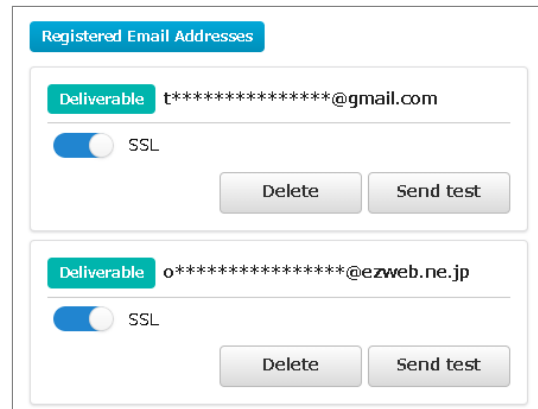 Registered Email Addresses
Deliverable t***************@gmail.com
SSL
Delete Send test
Deliverable o****************@ezweb.ne.jp
SSL
Delete Send test